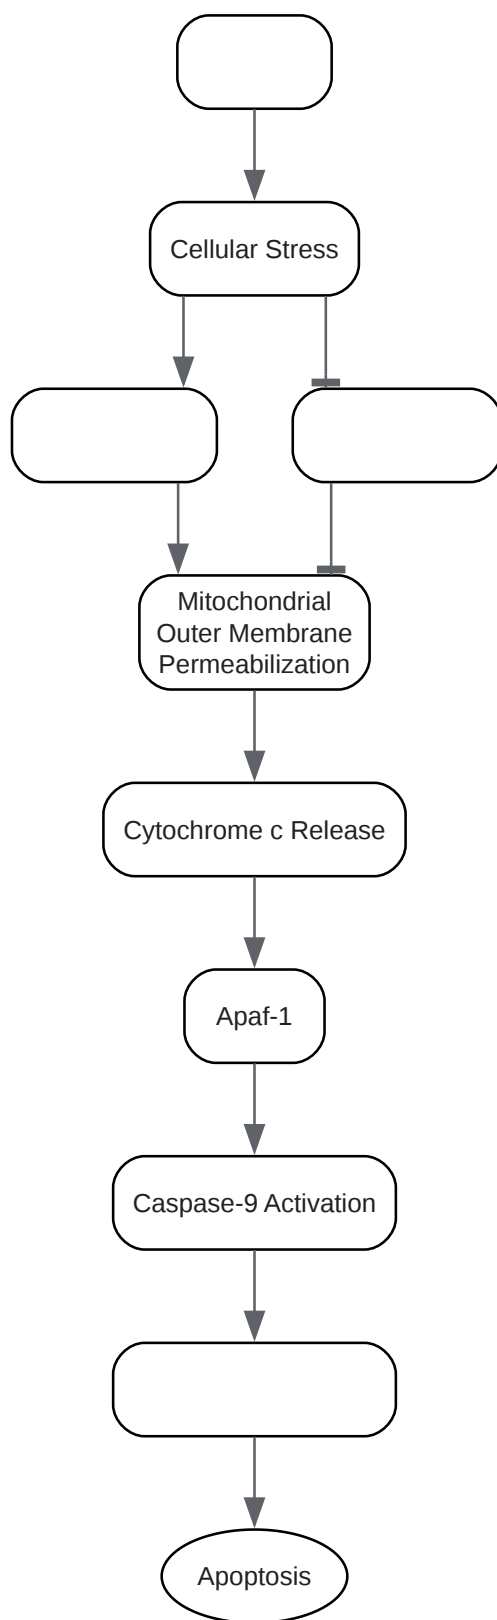 Cellular Stress
Mitochondrial
Outer Membrane
Permeabilization
Cytochrome c Release
Apaf-1
Caspase-9 Activation
Apoptosis